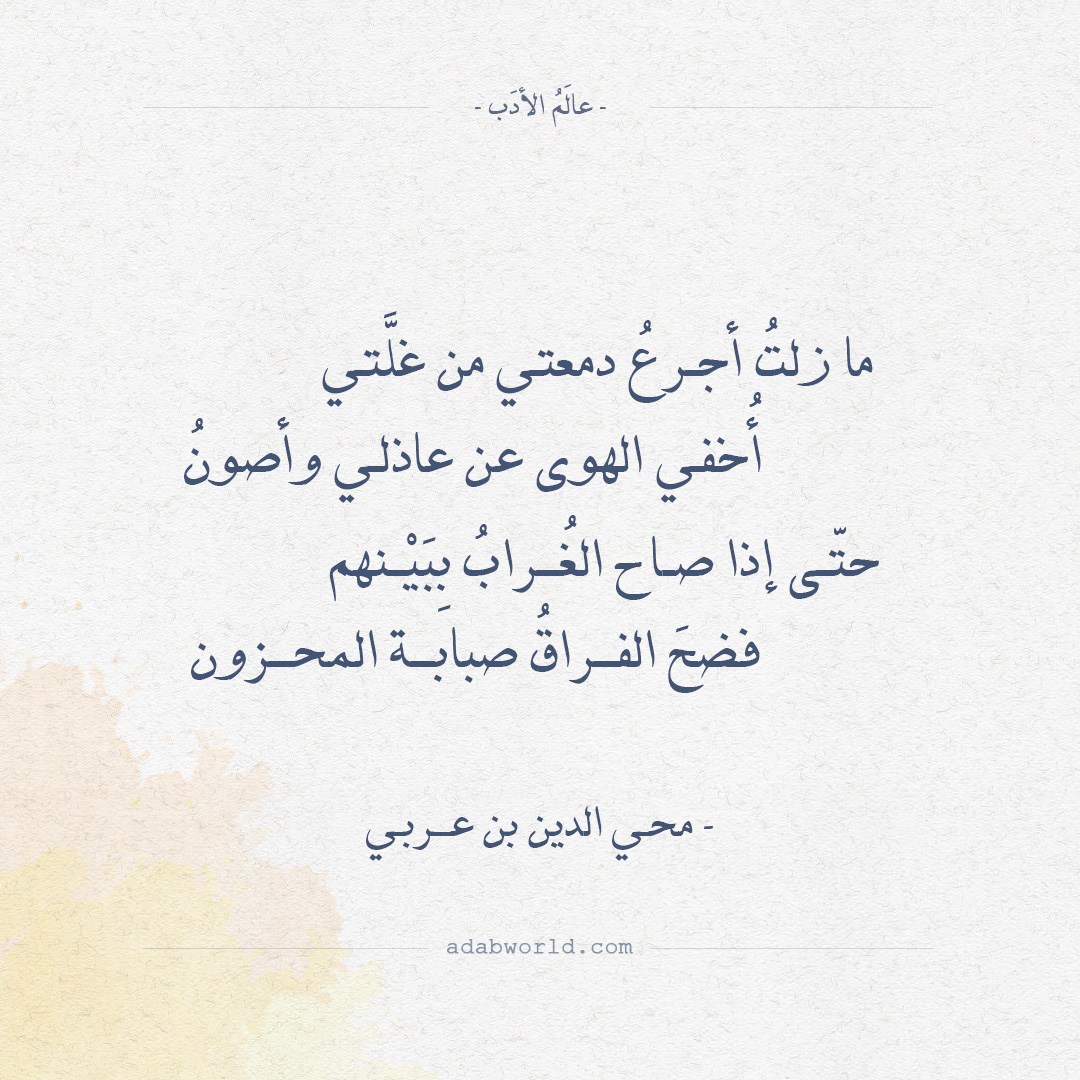 - عالَمُ الأدَب -
ما زلتُ أجرعُ دمعتي من غلَّتي
أُخفي الهوى عن عاذلي وأصونُ
حتّى إذا صاح الغُرابُ بِبَيْنهم
فضحَ الفراقُ صبابَة المحزون
- محي الدين بن عربي
adabworld.com